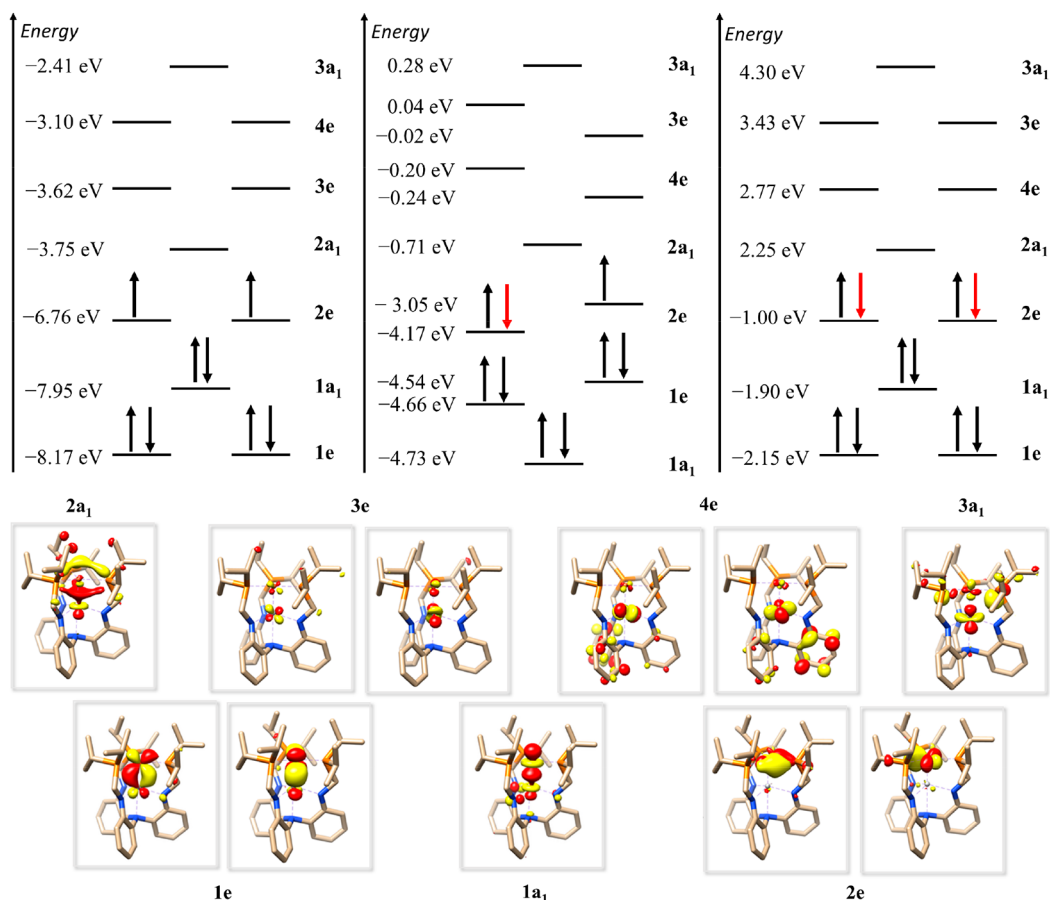 Energy
−2.41 eV
3a1
−3.10 eV
4e
−3.62 eV
3e
−3.75 eV
2a1
−6.76 eV
2e
−7.95 eV
1a1
−8.17 eV
1e
Energy
0.28 eV
3a1
0.04 eV
3e
-0.02 eV
−0.20 eV
4e
−0.24 eV
−0.71 eV
2a1
− 3.05 eV
2e
−4.17 eV
−4.54 eV
1e
−4.66 eV
−4.73 eV
1a1
Energy
4.30 eV
3a1
3.43 eV
3e
2.77 eV
4e
2.25 eV
2a1
−1.00 eV
2e
−1.90 eV
1a1
−2.15 eV
1e
2a1 3e 4e 3a1
1e 1a1 2e